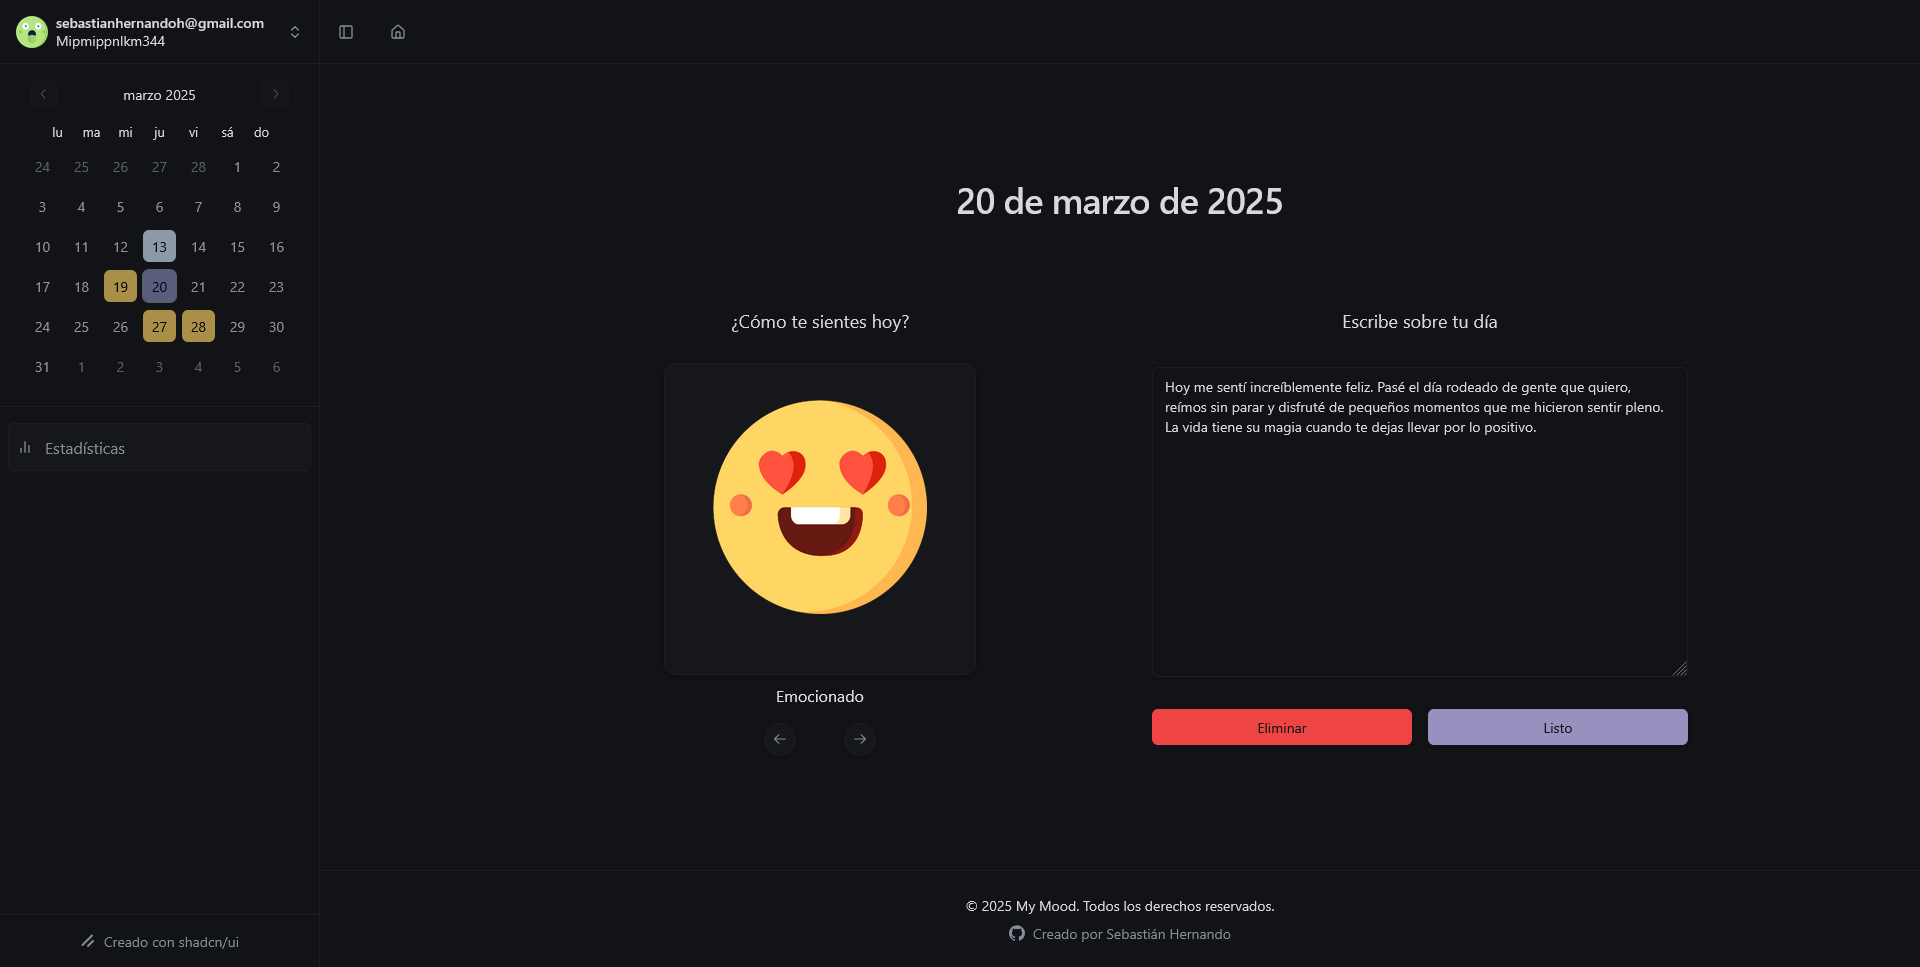 sebastianhernandoh@gmail.com
Mipmippnlkm344
marzo 2025
lu ma mi ju vi sá do
24 25 26 27 28 1 2
3 4 5 6 7 8 9
10 11 12 13 14 15 16
17 18 19 20 21 22 23
24 25 26 27 28 29 30
31 1 2 3 4 5 6
Estadísticas
Creado con shadcn/ui
20 de marzo de 2025
¿Cómo te sientes hoy?
Emocionado
Escribe sobre tu día
Hoy me sentí increíblemente feliz. Pasé el día rodeado de gente que quiero,
reímos sin parar y disfruté de pequeños momentos que me hicieron sentir pleno.
La vida tiene su magia cuando te dejas llevar por lo positivo.
Eliminar
Listo
© 2025 My Mood. Todos los derechos reservados.
Creado por Sebastián Hernando